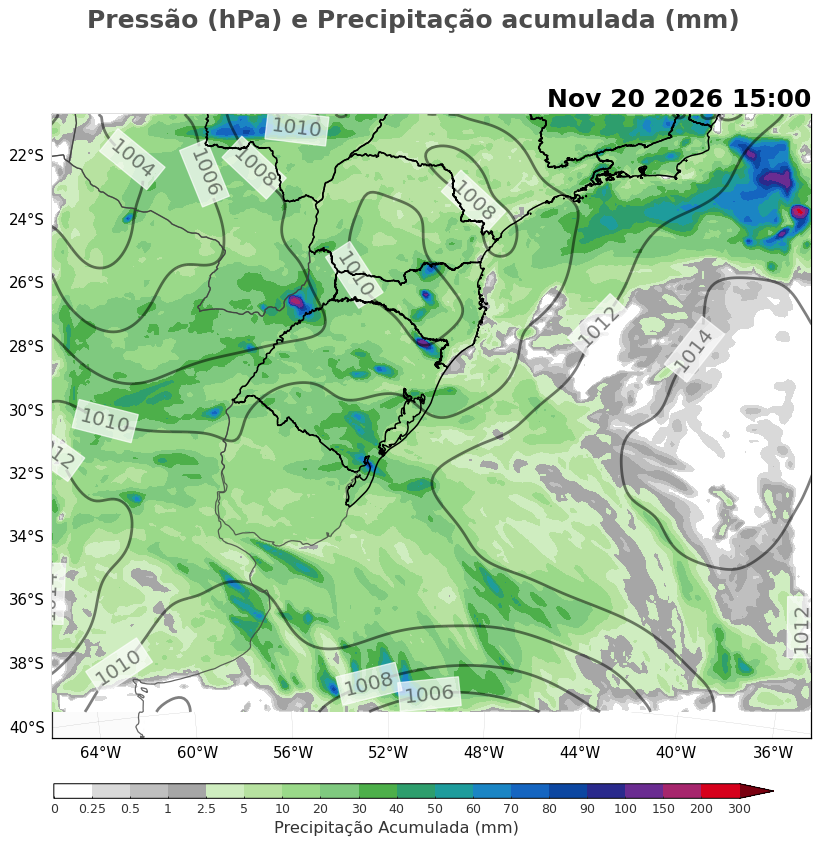 Pressão (hPa) e Precipitação acumulada (mm)
Nov 20 2026 15:00
1010
1004
1006
1008
22°S
1008
24°S
1010
26°S
1012
1014
28°S
30°S
1010
32°S
34°S
36°S
1012
38°S
1010
1008
1006
40°S
64°W 60°W 56°W 52°W 48°W 44°W 40°W 36°W
0 0.25 0.5 1 2.5 5 10 20 30 40 50 60 70 80 90 100 150 200 300
Precipitação Acumulada (mm)